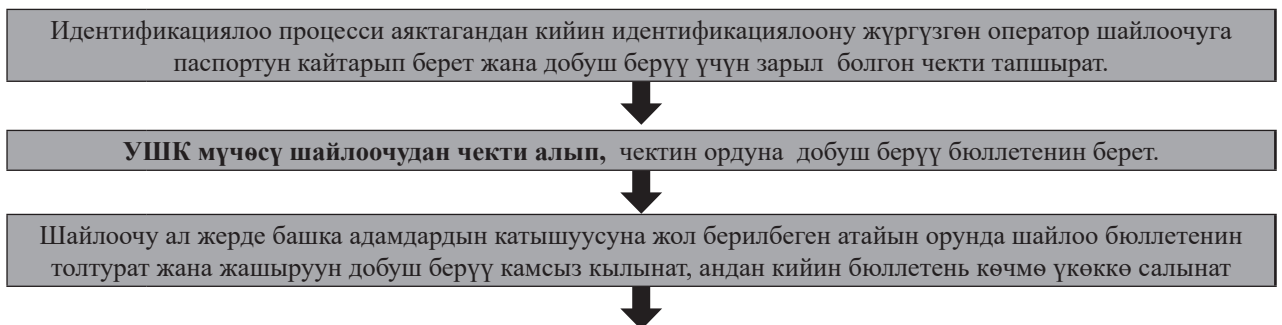 Идентификациялоо процесси аяктагандан кийин идентификациялоону жүргүзгөн оператор шайлоочуга
паспортун кайтарып берет жана добуш берүү үчүн зарыл болгон чекти тапшырат.
УШК мүчөсү шайлоочудан чекти алып, чектин ордуна добуш берүү бюллетенин берет.
Шайлоочу ал жерде башка адамдардын катышуусуна жол берилбеген атайын орунда шайлоо бюллетенин
толтурат жана жашыруун добуш берүү камсыз кылынат, андан кийин бюллетень көчмө үкөккө салынат